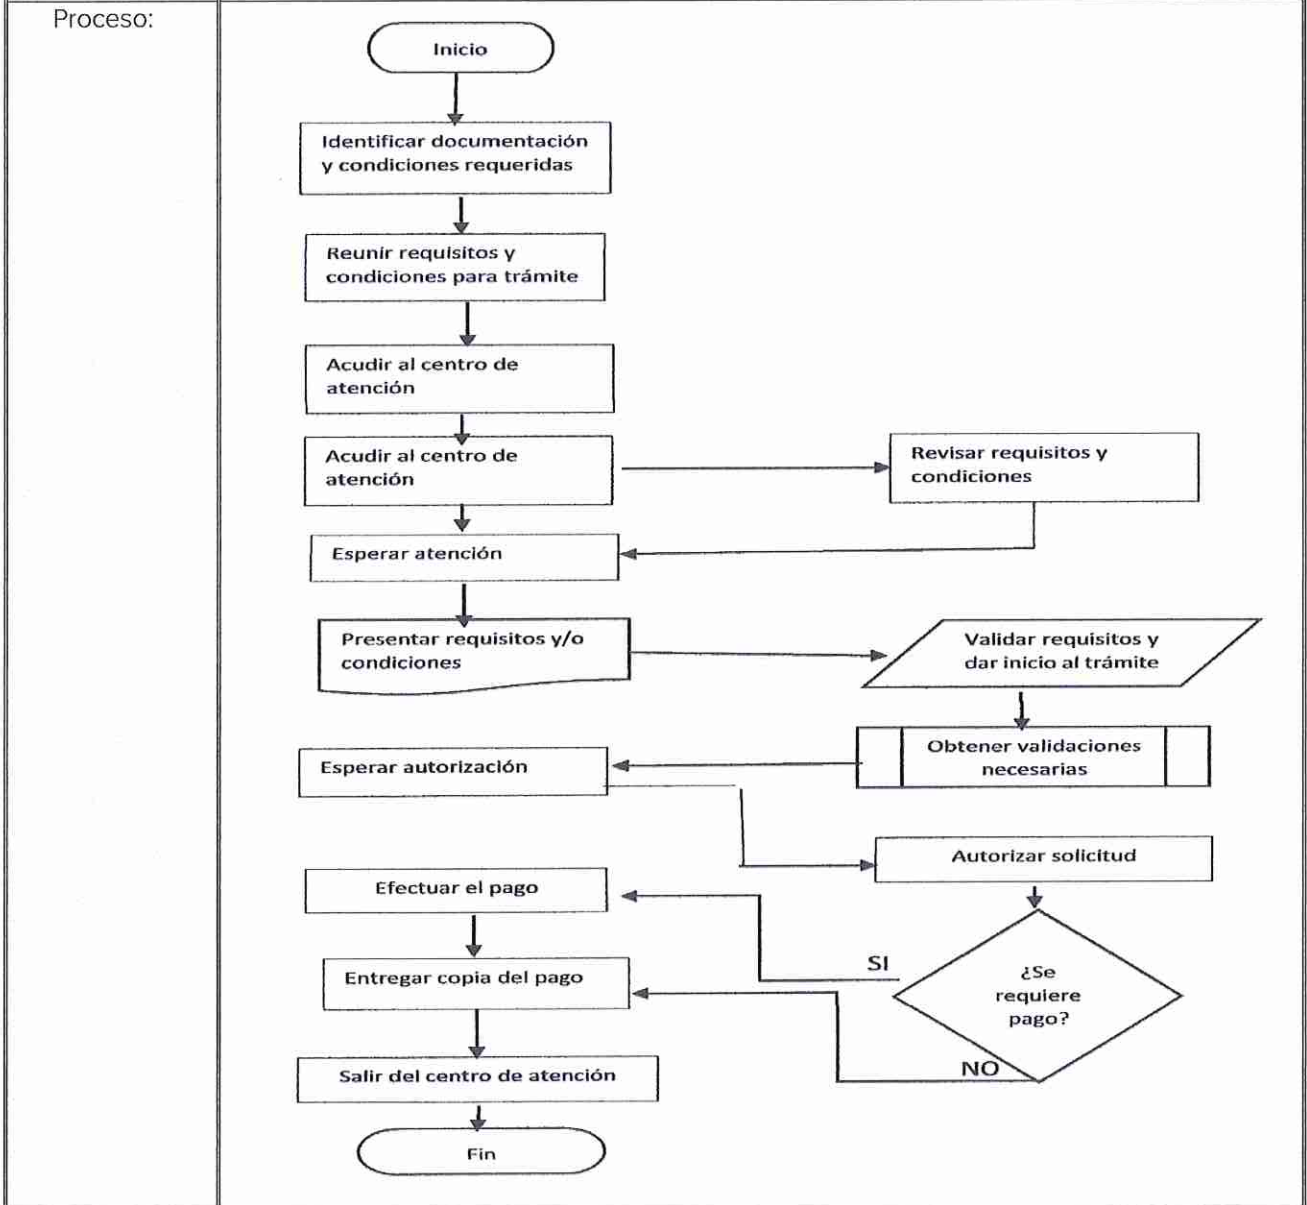 Proceso:
Inicio
Identificar documentación
y condiciones requeridas
Reunir requisitos y
condiciones para trámite
Acudir al centro de
atención
Acudir al centro de
atención
Revisar requisitos y
condiciones
Esperar atención
Presentar requisitos y/o
condiciones
Validar requisitos y
dar inicio al trámite
Obtener validaciones
necesarias
Esperar autorización
Autorizar solicitud
Efectuar el pago
SI
¿Se
requiere
pago?
Entregar copia del pago
NO
Salir del centro de atención
Fin